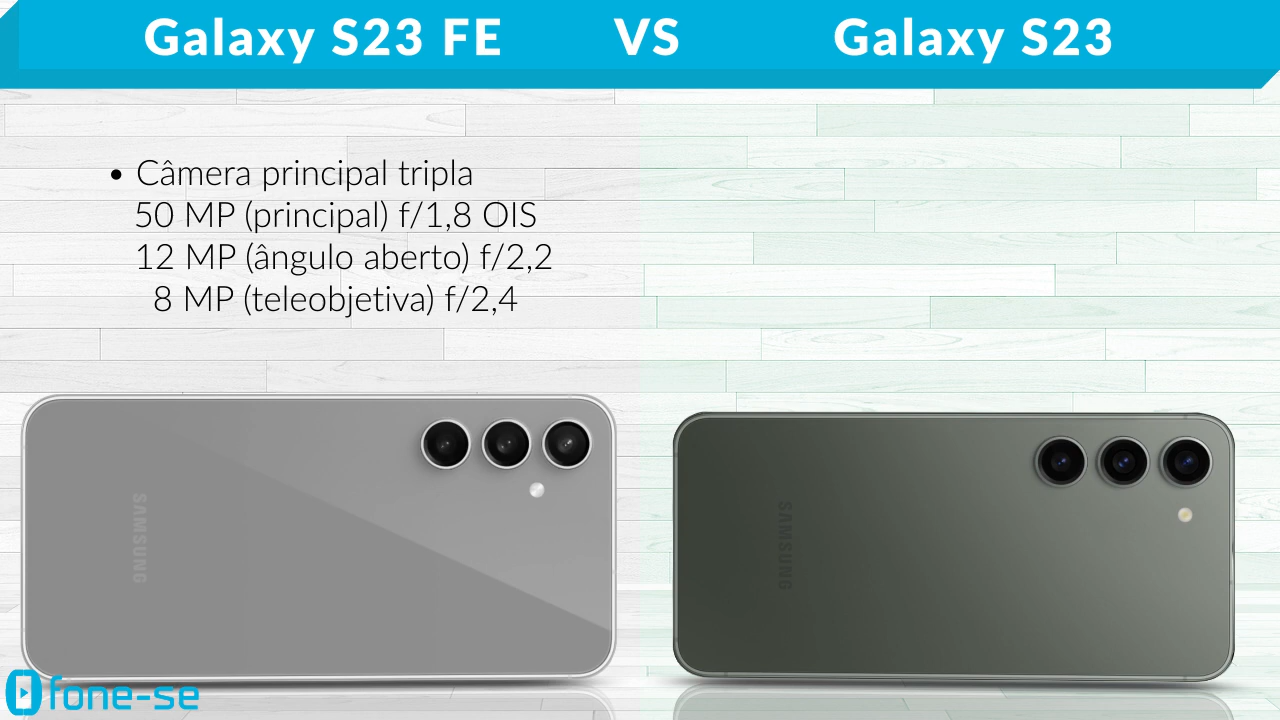 Galaxy S23 FE VS Galaxy S23
• Câmera principal tripla
50 MP (principal) f/1,8 OIS
12 MP (ângulo aberto) f/2,2
8 MP (teleobjetiva) f/2,4
SAMSUNG
SAMSUNG
fone-se